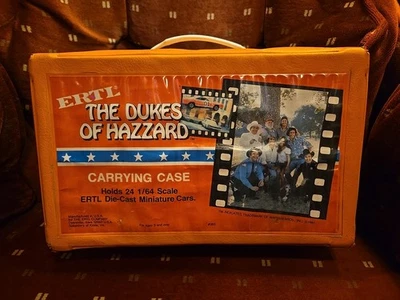 ERTL
THE DUKES
OF HAZZARD
CARRYING CASE
Holds 24 1/64 Scale
ERTL Die-Cast Miniature Cars.